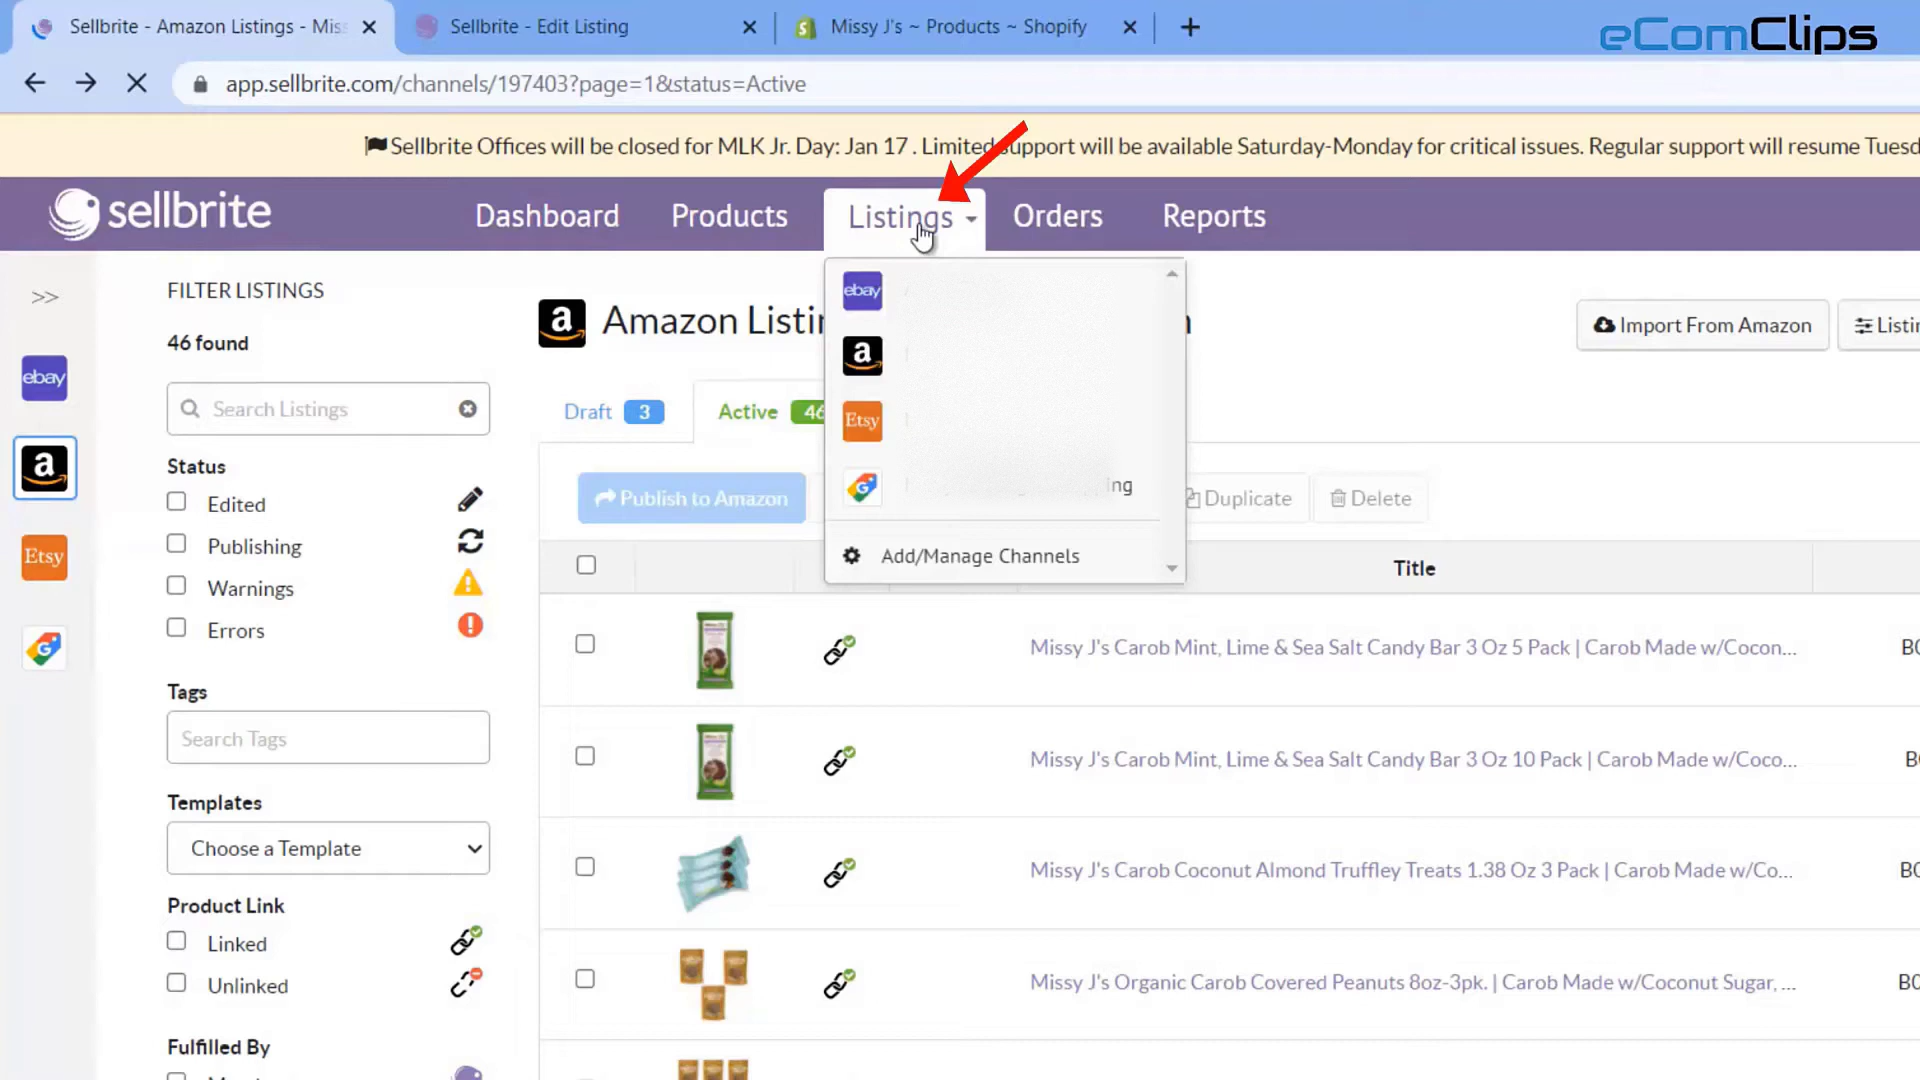 Sellbrite - Amazon Listings - Miss
Sellbrite - Edit Listing
Missy J's ~ Products ~ Shopify
eComClips
app.sellbrite.com/channels/197403?page=1&status=Active
Sellbrite Offices will be closed for MLK Jr. Day: Jan 17 . Limited support will be available Saturday-Monday for critical issues. Regular support will resume Tuesd
sellbrite
Dashboard
Products
Listings
Orders
Reports
>>
FILTER LISTINGS
46 found
Search Listings
Status
Edited
Publishing
Warnings
Errors
Tags
Search Tags
Templates
Choose a Template
Product Link
Linked
Unlinked
Fulfilled By
ebay
a
Etsy
G
a
Amazon Listin
Import From Amazon
Listin
Draft 3
Active 46
ebay
a
Etsy
G
ing
Add/Manage Channels
Publish to Amazon
Duplicate
Delete
Title
Missy J's Carob Mint, Lime & Sea Salt Candy Bar 3 Oz 5 Pack | Carob Made w/Cocon...
Missy J's Carob Mint, Lime & Sea Salt Candy Bar 3 Oz 10 Pack | Carob Made w/Coco...
Missy J's Carob Coconut Almond Truffley Treats 1.38 Oz 3 Pack | Carob Made w/Co...
Missy J's Organic Carob Covered Peanuts 8oz-3pk. | Carob Made w/Coconut Sugar, ...